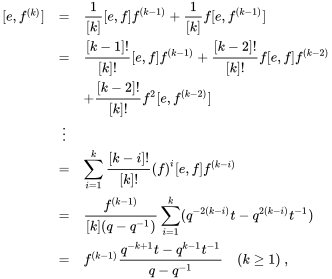 [e, f^{(k)}] = \frac{1}{[k]}[e, f]f^{(k-1)} + \frac{1}{[k]}f[e, f^{(k-1)}]
= \frac{[k-1]!}{[k]!}[e, f]f^{(k-1)} + \frac{[k-2]!}{[k]!}f[e, f]f^{(k-2)}
+\frac{[k-2]!}{[k]!}f^2[e, f^{(k-2)}]
\vdots
= \sum_{i=1}^{k} \frac{[k-i]!}{[k]!}(f)^i[e, f]f^{(k-i)}
= \frac{f^{(k-1)}}{[k](q-q^{-1})} \sum_{i=1}^{k}(q^{-2(k-i)}t - q^{2(k-i)}t^{-1})
= f^{(k-1)}\frac{q^{-k+1}t - q^{k-1}t^{-1}}{q-q^{-1}} \quad (k \geq 1) ,